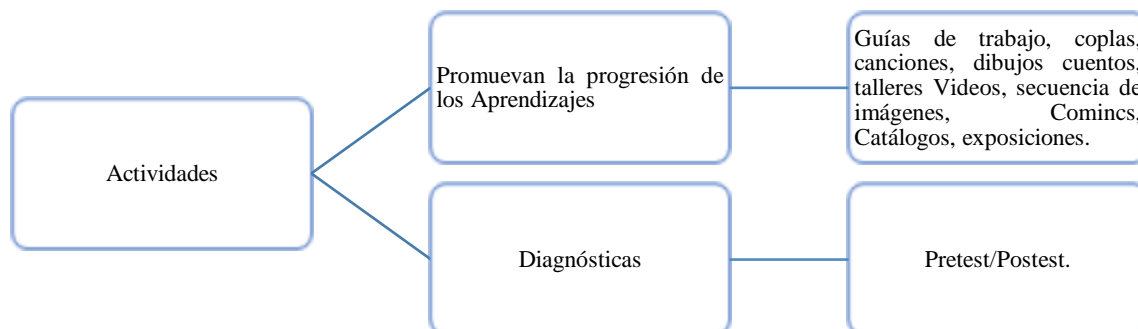 Actividades
Promuevan la progresión de
los Aprendizajes
Guías de trabajo, coplas,
canciones, dibujos cuentos,
talleres Videos, secuencia de
imágenes, Comincs,
Catálogos, exposiciones.
Diagnósticas
Pretest/Postest.